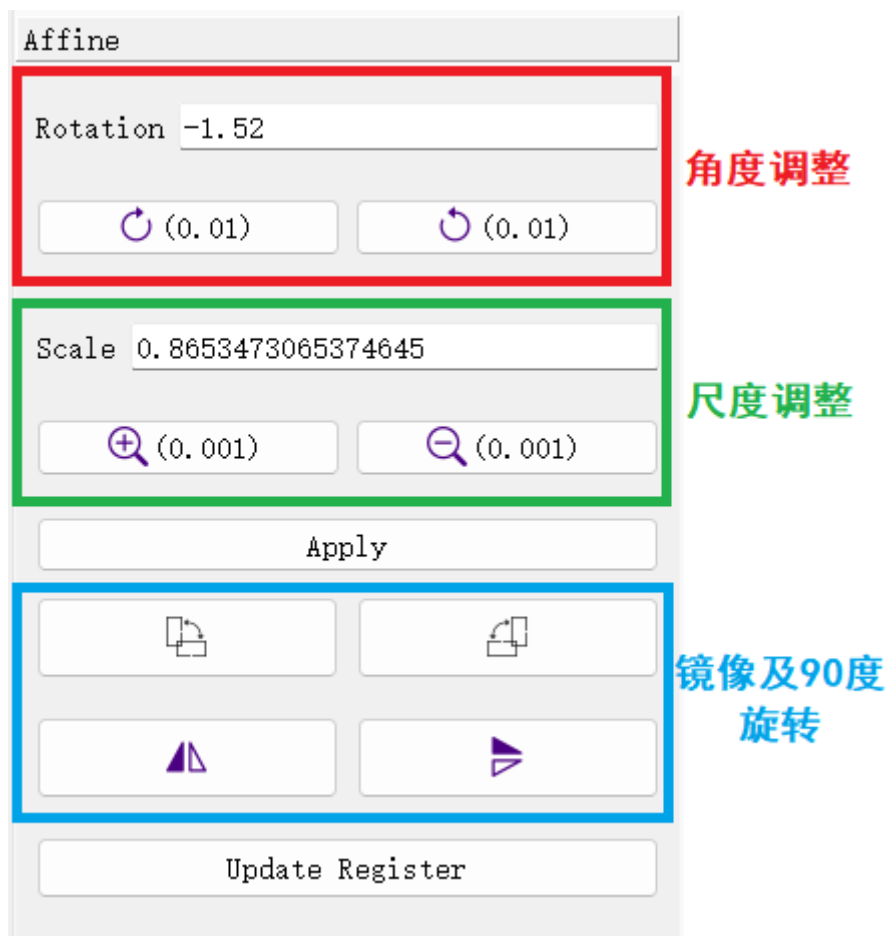 Affine
Rotation -1.52
(0.01) (0.01)
角度调整
Scale 0.8653473065374645
(0.001) (0.001)
尺度调整
Apply
镜像及90度
旋转
Update Register